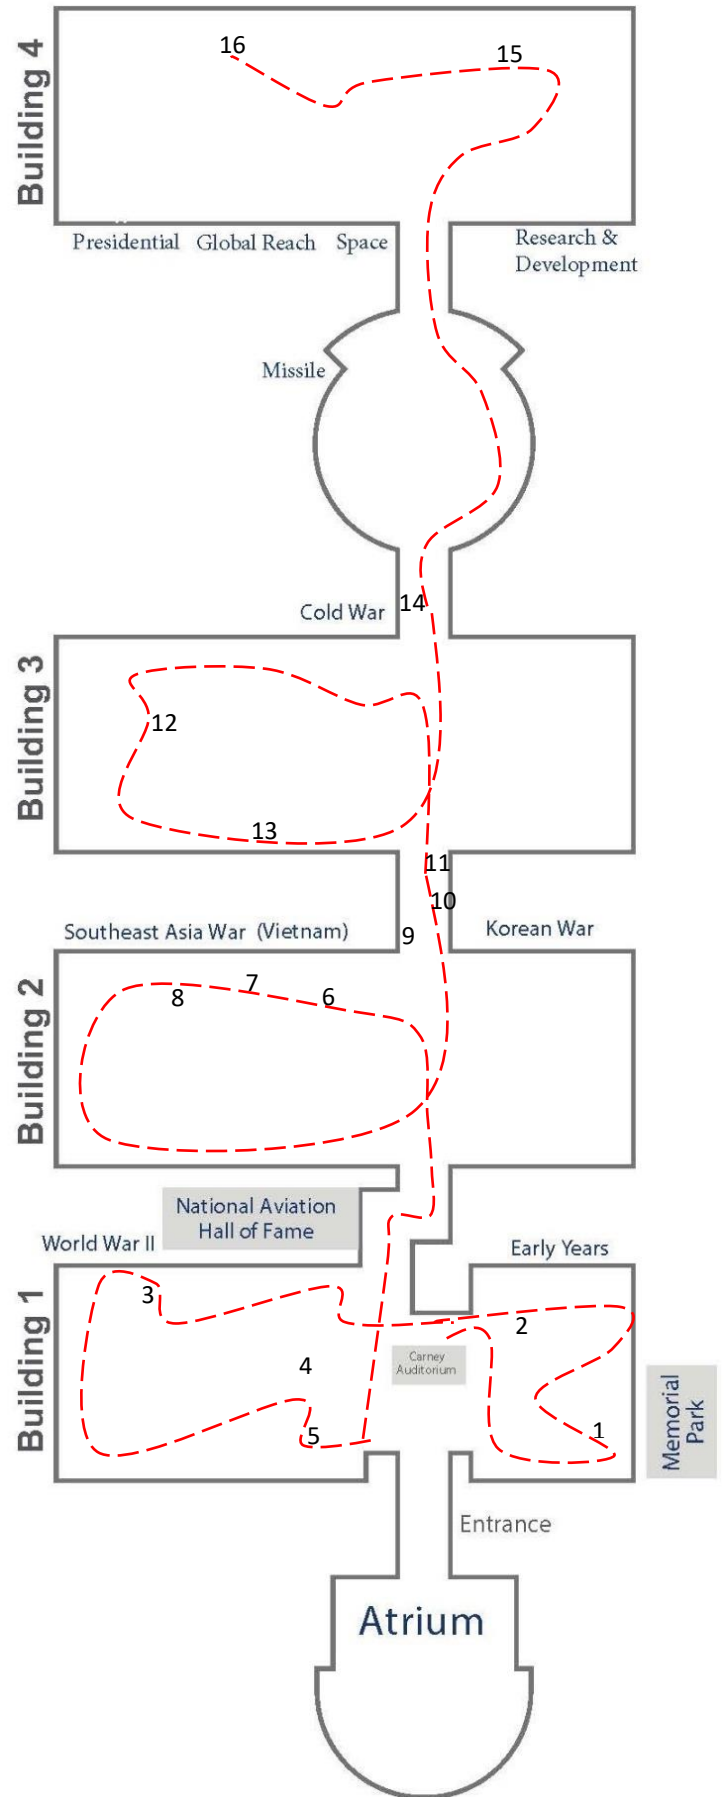 Building 4
16
15
Presidential
Global Reach
Space
Research &
Development
Missile
14
Cold War
Building 3
12
13
11
10
9
Southeast Asia War (Vietnam)
Korean War
Building 2
8
7
6
National Aviation
Hall of Fame
World War II
Early Years
Building 1
3
2
4
Carney
Auditorium
5
1
Memorial
Park
Entrance
Atrium